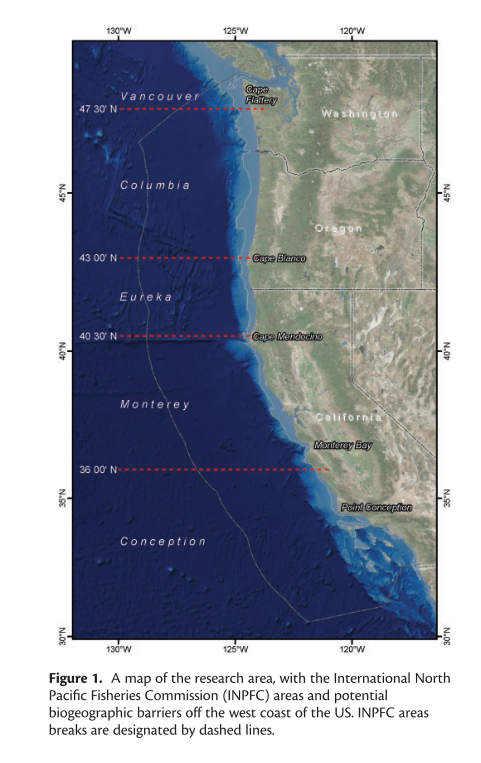 130°W 125°W 120°W
Vancouver
Cape
Flattery
47 30' N
Washington
45°N 45°N
Columbia
Oregon
43 00' N
Cape Blanco
Eureka
40 30' N
Cape Mendocino
40°N 40°N
Monterey
California
Monterey Bay
36 00' N
35°N 35°N
Point Conception
Conception
30°N 30°N
130°W 125°W 120°W
Figure 1. A map of the research area, with the International North
Pacific Fisheries Commission (INPFC) areas and potential
biogeographic barriers off the west coast of the US. INPFC areas
breaks are designated by dashed lines.